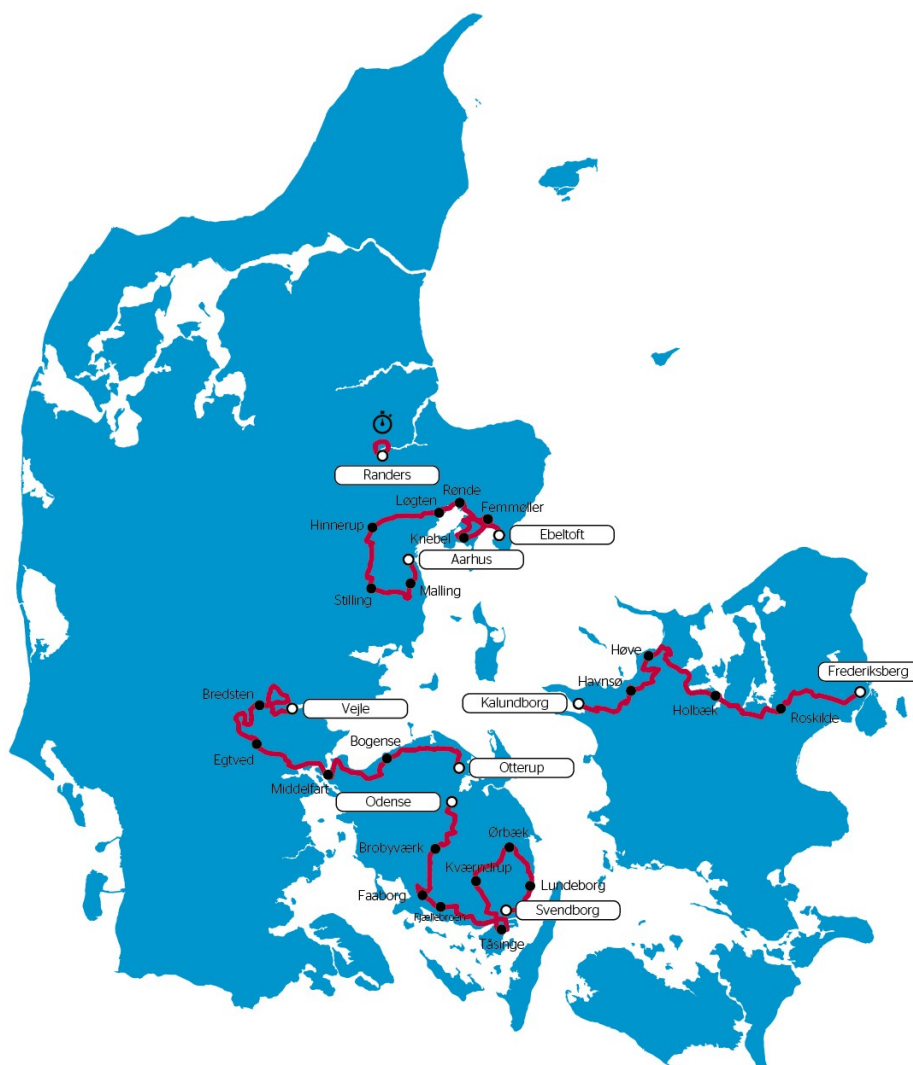 Randers
Rønde
Løgten
Femmøller
Hinnerup
Knebel
Ebeltoft
Aarhus
Stilling
Malling
Høve
Frederiksberg
Havnsø
Bredsten
Kalundborg
Vejle
Holbæk
Roskilde
Bogense
Egtved
Otterup
Middelfart
Odense
Ørbæk
Brobyværk
Kværndrup
Lundeborg
Faaborg
Svendborg
Fjællebroen
Tåsinge